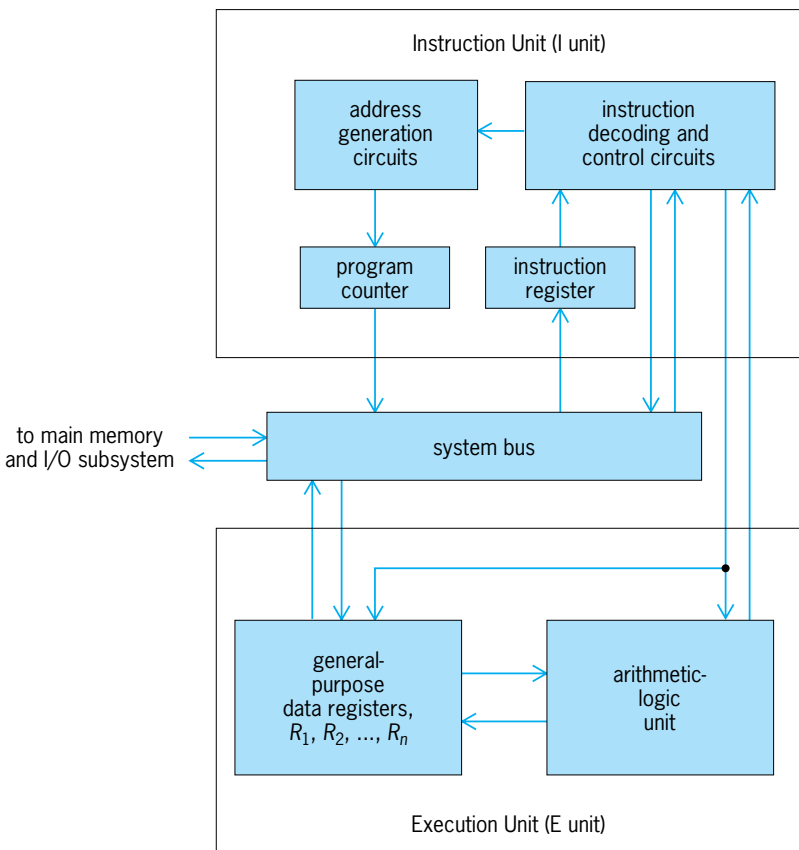 Instruction Unit (I unit)
address
generation
circuits
instruction
decoding and
control circuits
program
counter
instruction
register
to main memory
and I/O subsystem
system bus
general-
purpose
data registers,
R1, R2, ..., Rn
arithmetic-
logic
unit
Execution Unit (E unit)